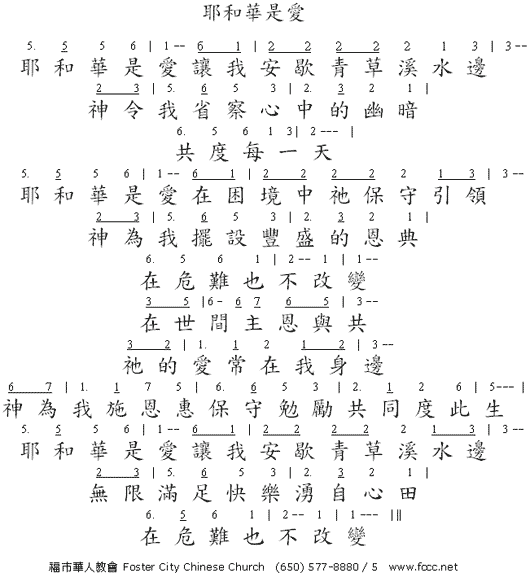 耶和華是愛
5. 5 5 6 | 1 -- 6 1 | 2 2 2 2 2 1 | 3 --
耶和華是愛讓我安歇青草溪水邊
2 3 | 5. 6 5 3 | 2. 3 2 1 |
神令我省察心中的幽暗
6. 5 6 1 3 | 2 --- |
共度每一天
5. 5 5 6 | 1 -- 6 1 | 2 2 2 2 2 1 3 | 3 --
耶和華是愛在困境中祂保守引領
2 3 | 5. 6 5 3 | 2. 3 2 1 |
神為我擺設豐盛的恩典
6. 5 6 1 | 2 -- 1 | 1 --
在危難也不改變
3 5 | 6 - 6 7 6 5 | 3 --
在世間主恩與共
3 2 | 1. 1 2 1 2 | 3 --
祂的愛常在我身邊
6 7 | 1. 1 7 5 | 6. 5 5 3 | 2. 1 2 6 | 5 --- |
神為我施恩惠保守勉勵共同度此生
5. 5 5 6 | 1 -- 6 1 | 2 2 2 2 2 1 3 | 3 --
耶和華是愛讓我安歇青草溪水邊
2 3 | 5. 6 5 3 | 2. 3 2 1 |
無限滿足快樂湧自心田
6. 5 6 1 | 2 -- 1 | 1 --- ||
在危難也不改變
福市華人教會 Foster City Chinese Church (650) 577-8880 / 5 www.fccc.net